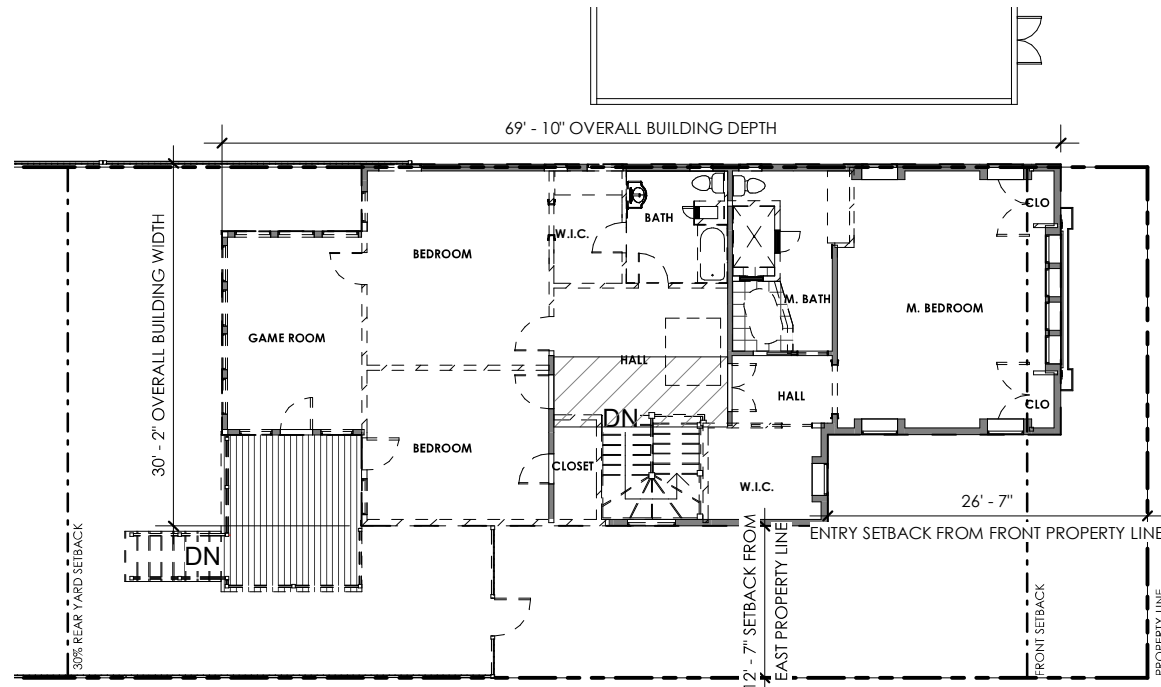 69' - 10" OVERALL BUILDING DEPTH
30' - 2" OVERALL BUILDING WIDTH
CLO
BATH
W.I.C.
BEDROOM
M. BATH
M. BEDROOM
GAME ROOM
HALL
HALL
CLO
DN
BEDROOM
CLOSET
W.I.C.
26' - 7"
ENTRY SETBACK FROM FRONT PROPERTY LINE
DN
30% REAR YARD SETBACK
12' - 7" SETBACK FROM
EAST PROPERTY LINE
FRONT SETBACK
PROPERTY LINE